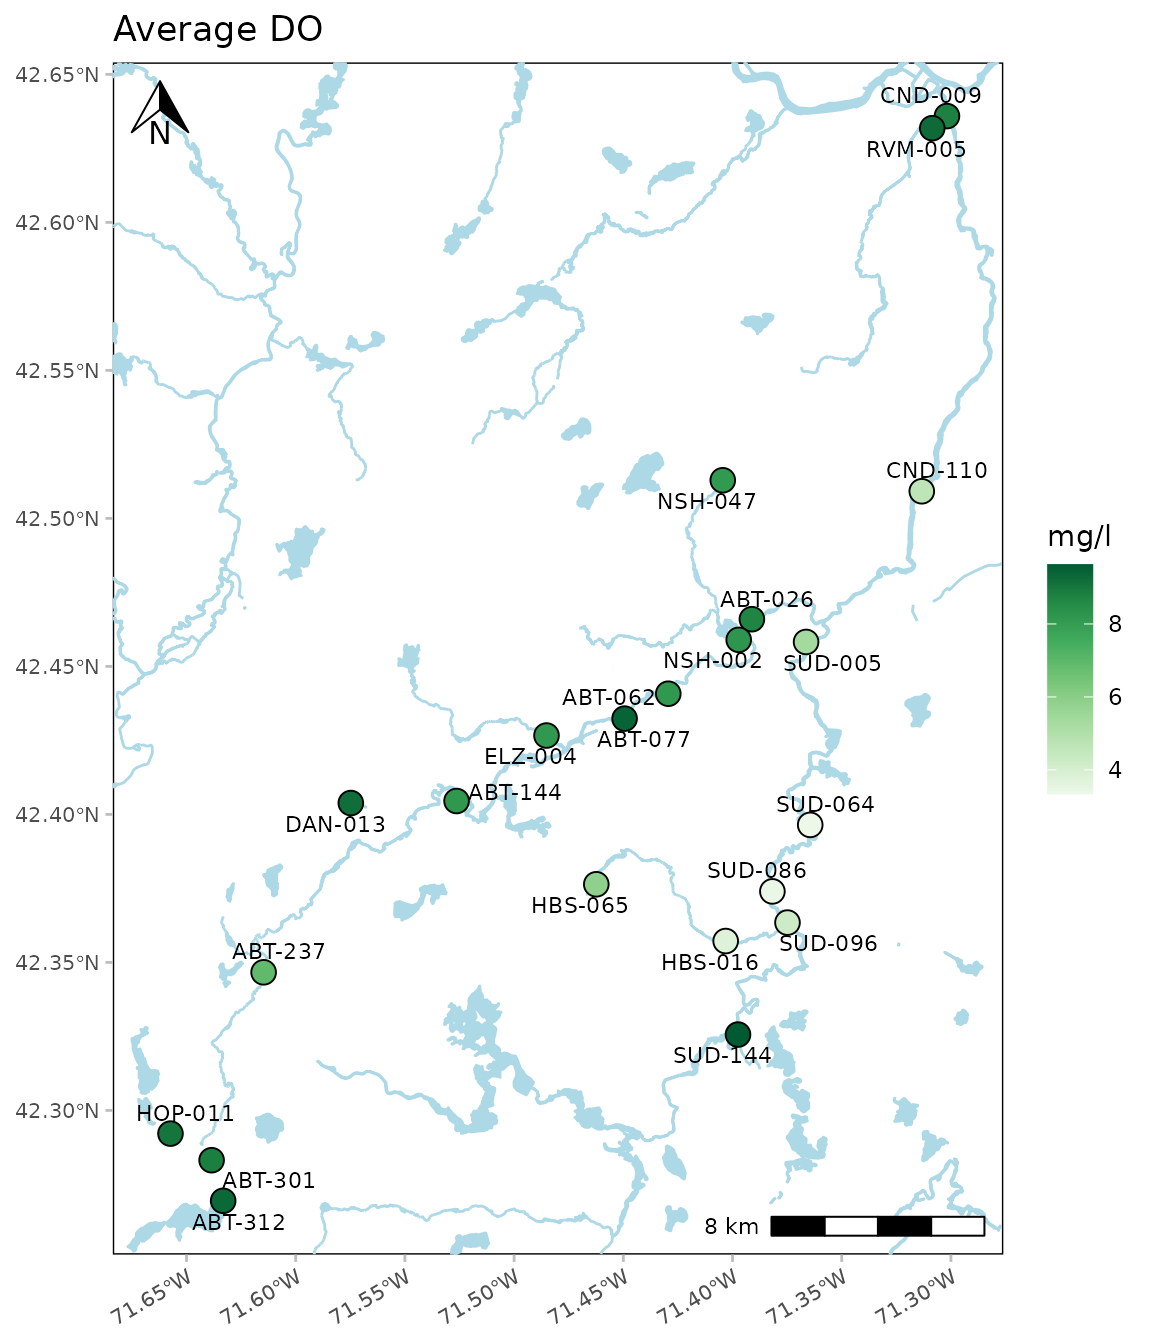 Average DO
42.65°N
42.60°N
42.55°N
42.50°N
42.45°N
42.40°N
42.35°N
42.30°N
N
CND-009
RVM-005
CND-110
NSH-047
ABT-026
NSH-002
SUD-005
ABT-062
ABT-077
ELZ-004
ABT-144
DAN-013
SUD-064
SUD-086
HBS-065
SUD-096
ABT-237
HBS-016
SUD-144
HOP-011
ABT-301
ABT-312
8 km
71.65°W
71.60°W
71.55°W
71.50°W
71.45°W
71.40°W
71.35°W
71.30°W
mg/l
8
6
4